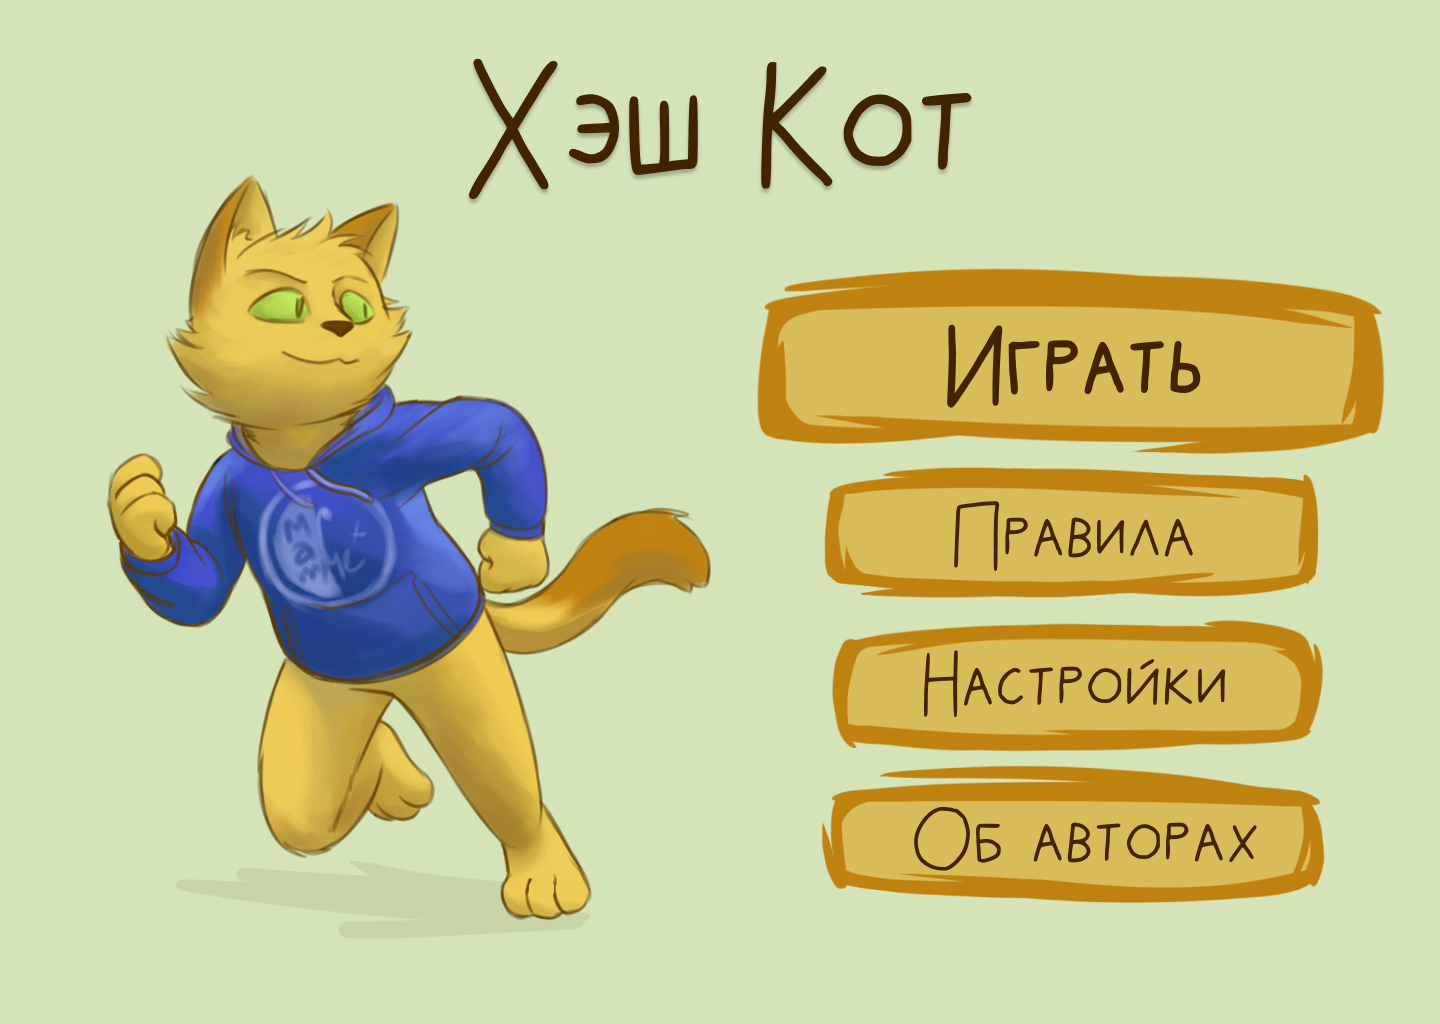 Хэш Кот
Играть
Правила
Настройки
Об авторах